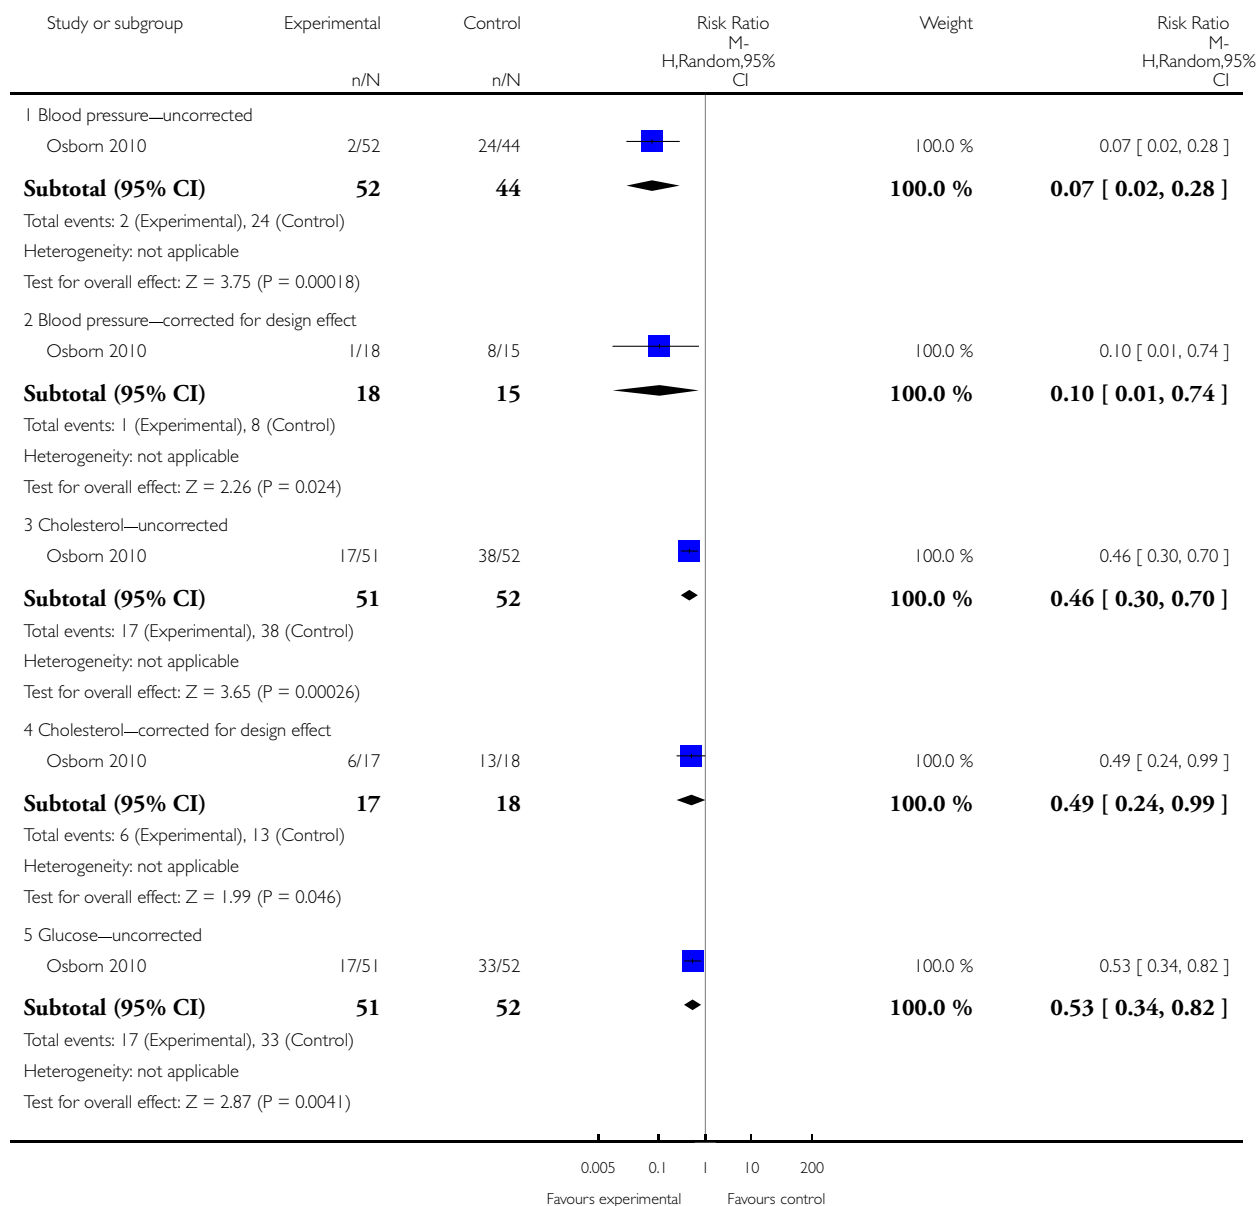 Study or subgroup Experimental Control Risk Ratio Weight Risk Ratio
M- M-
H,Random,95% H,Random,95%
n/N n/N CI CI
1 Blood pressure—uncorrected
Osborn 2010 2/52 24/44 100.0 % 0.07 [ 0.02, 0.28 ]
Subtotal (95% CI) 52 44 100.0 % 0.07 [ 0.02, 0.28 ]
Total events: 2 (Experimental), 24 (Control)
Heterogeneity: not applicable
Test for overall effect: Z = 3.75 (P = 0.00018)
2 Blood pressure—corrected for design effect
Osborn 2010 1/18 8/15 100.0 % 0.10 [ 0.01, 0.74 ]
Subtotal (95% CI) 18 15 100.0 % 0.10 [ 0.01, 0.74 ]
Total events: 1 (Experimental), 8 (Control)
Heterogeneity: not applicable
Test for overall effect: Z = 2.26 (P = 0.024)
3 Cholesterol—uncorrected
Osborn 2010 17/51 38/52 100.0 % 0.46 [ 0.30, 0.70 ]
Subtotal (95% CI) 51 52 100.0 % 0.46 [ 0.30, 0.70 ]
Total events: 17 (Experimental), 38 (Control)
Heterogeneity: not applicable
Test for overall effect: Z = 3.65 (P = 0.00026)
4 Cholesterol—corrected for design effect
Osborn 2010 6/17 13/18 100.0 % 0.49 [ 0.24, 0.99 ]
Subtotal (95% CI) 17 18 100.0 % 0.49 [ 0.24, 0.99 ]
Total events: 6 (Experimental), 13 (Control)
Heterogeneity: not applicable
Test for overall effect: Z = 1.99 (P = 0.046)
5 Glucose—uncorrected
Osborn 2010 17/51 33/52 100.0 % 0.53 [ 0.34, 0.82 ]
Subtotal (95% CI) 51 52 100.0 % 0.53 [ 0.34, 0.82 ]
Total events: 17 (Experimental), 33 (Control)
Heterogeneity: not applicable
Test for overall effect: Z = 2.87 (P = 0.0041)
0.005 0.1 1 10 200
Favours experimental Favours control